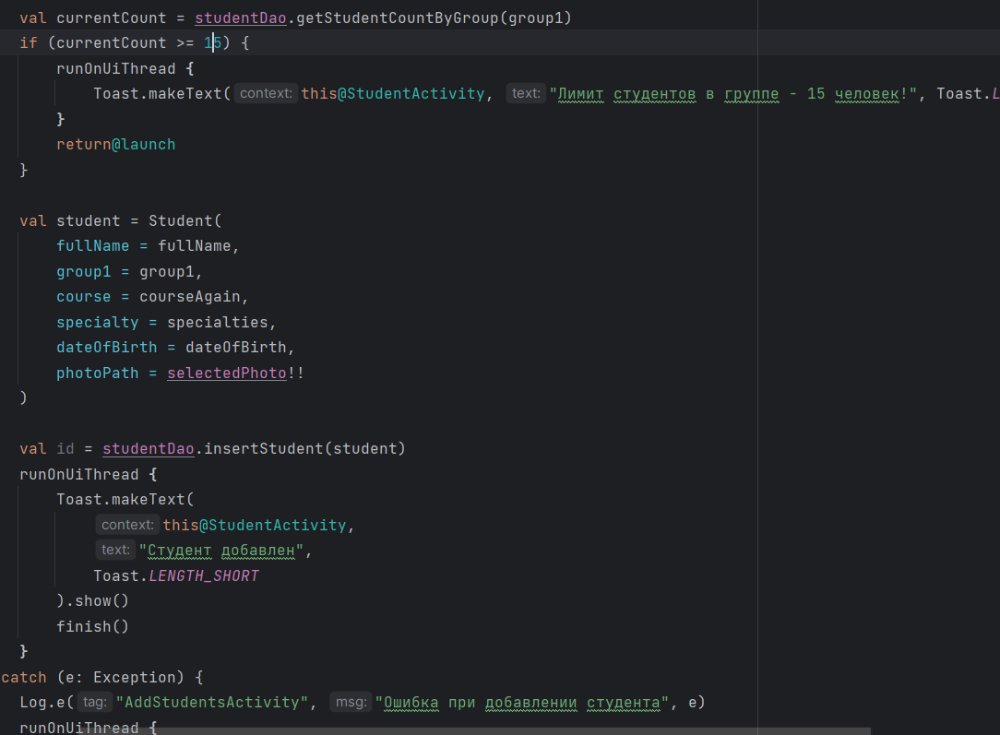 val currentCount = studentDao.getStudentCountByGroup(group1)
if (currentCount >= 15) {
runOnUiThread {
Toast.makeText( context: this@StudentActivity, text: "Лимит студентов в группе - 15 человек!", Toast.L
}
return@launch
}
val student = Student(
fullName = fullName,
group1 = group1,
course = courseAgain,
specialty = specialties,
dateOfBirth = dateOfBirth,
photoPath = selectedPhoto!!
)
val id = studentDao.insertStudent(student)
runOnUiThread {
Toast.makeText(
context: this@StudentActivity,
text: "Студент добавлен",
Toast.LENGTH_SHORT
).show()
finish()
}
catch (e: Exception) {
Log.e( tag: "AddStudentsActivity", msg: "Ошибка при добавлении студента", e)
runOnUiThread {